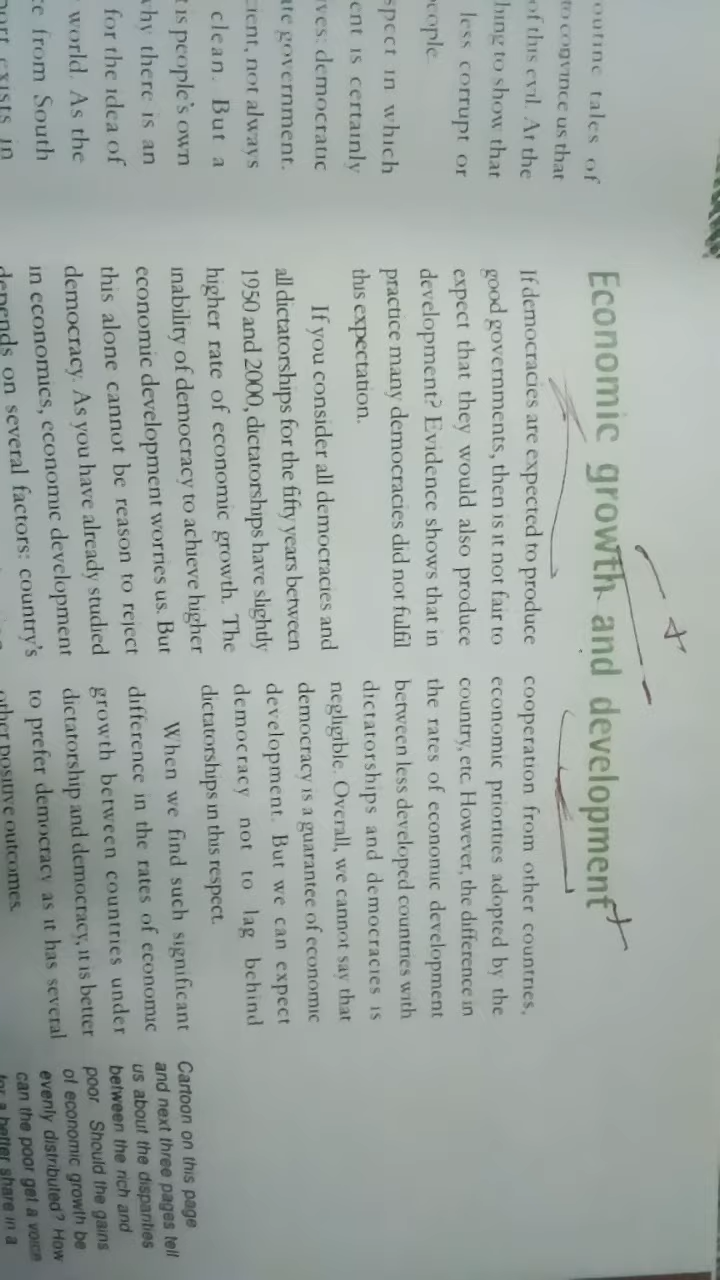 outine tales of
to convince us that
of this evil. At the
hing to show that
less corrupt or
eople.
spect in which
ent is certainly
ves: democratic
ate government.
cient, not always
clean. But a
t is people's own
why there is an
for the idea of
world. As the
ce from South
port exists in
Economic growth and development
If democracies are expected to produce
good governments, then is it not fair to
expect that they would also produce
development? Evidence shows that in
practice many democracies did not fulfil
this expectation.
If you consider all democracies and
all dictatorships for the fifty years between
1950 and 2000, dictatorships have slightly
higher rate of economic growth. The
inability of democracy to achieve higher
economic development worries us. But
this alone cannot be reason to reject
democracy. As you have already studied
in economics, economic development
depends on several factors: country's
cooperation from other countries,
economic priorities adopted by the
country, etc. However, the difference in
the rates of economic development
between less developed countries with
dictatorships and democracies is
negligible. Overall, we cannot say that
democracy is a guarantee of economic
development. But we can expect
democracy not to lag behind
dictatorships in this respect.
When we find such significant
difference in the rates of economic
growth between countries under
dictatorship and democracy, it is better
to prefer democracy as it has several
other positive outcomes.
Cartoon on this page
and next three pages tell
us about the disparities
between the rich and
poor. Should the gains
of economic growth be
evenly distributed? How
can the poor get a voice
for a better share in a